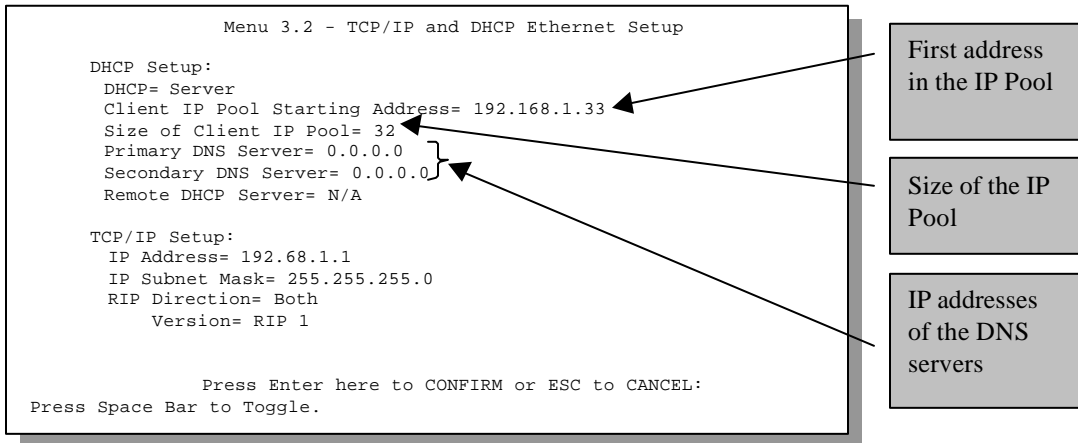 Menu 3.2 - TCP/IP and DHCP Ethernet Setup
DHCP Setup:
DHCP= Server
Client IP Pool Starting Address= 192.168.1.33
Size of Client IP Pool= 32
Primary DNS Server= 0.0.0.0
Secondary DNS Server= 0.0.0.0
Remote DHCP Server= N/A
TCP/IP Setup:
IP Address= 192.68.1.1
IP Subnet Mask= 255.255.255.0
RIP Direction= Both
Version= RIP 1
Press Enter here to CONFIRM or ESC to CANCEL:
Press Space Bar to Toggle.
First address
in the IP Pool
Size of the IP
Pool
IP addresses
of the DNS
servers